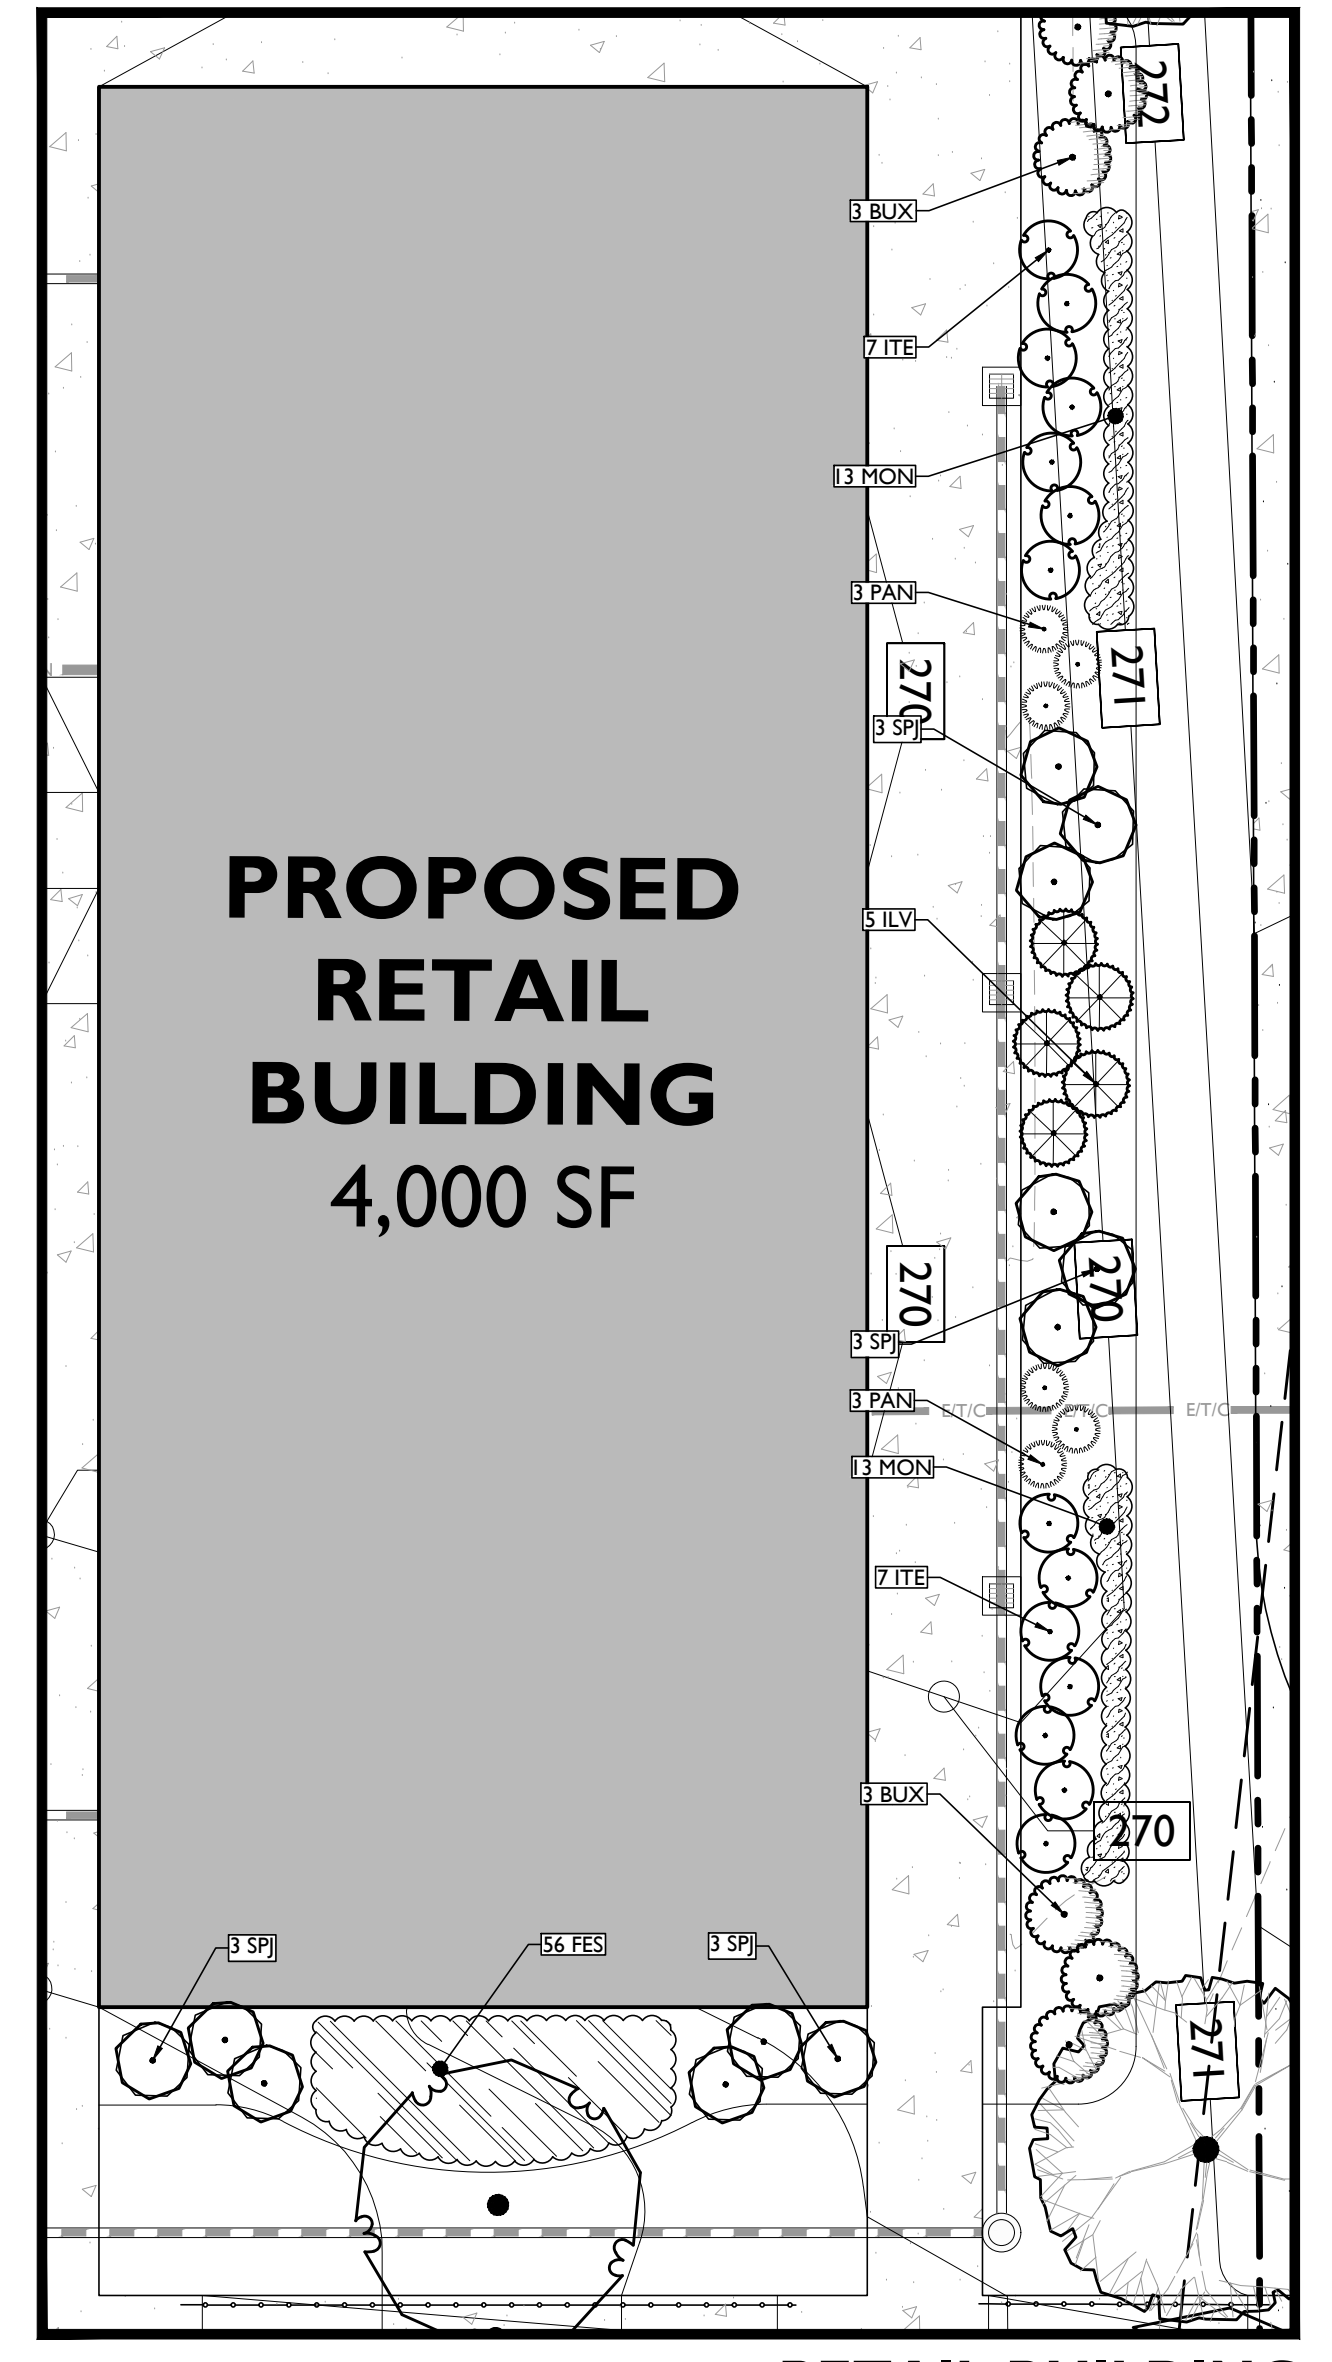 272
3 BUX
7 ITE
13 MON
3 PAN
270
271
3 SPJ
PROPOSED
RETAIL
BUILDING
4,000 SF
5 ILV
270
270
3 SPJ
3 PAN
E/T/C
E/T/C
E/T/C
13 MON
7 ITE
3 BUX
270
3 SPJ
56 FES
3 SPJ
271
RETAIL BUILDING